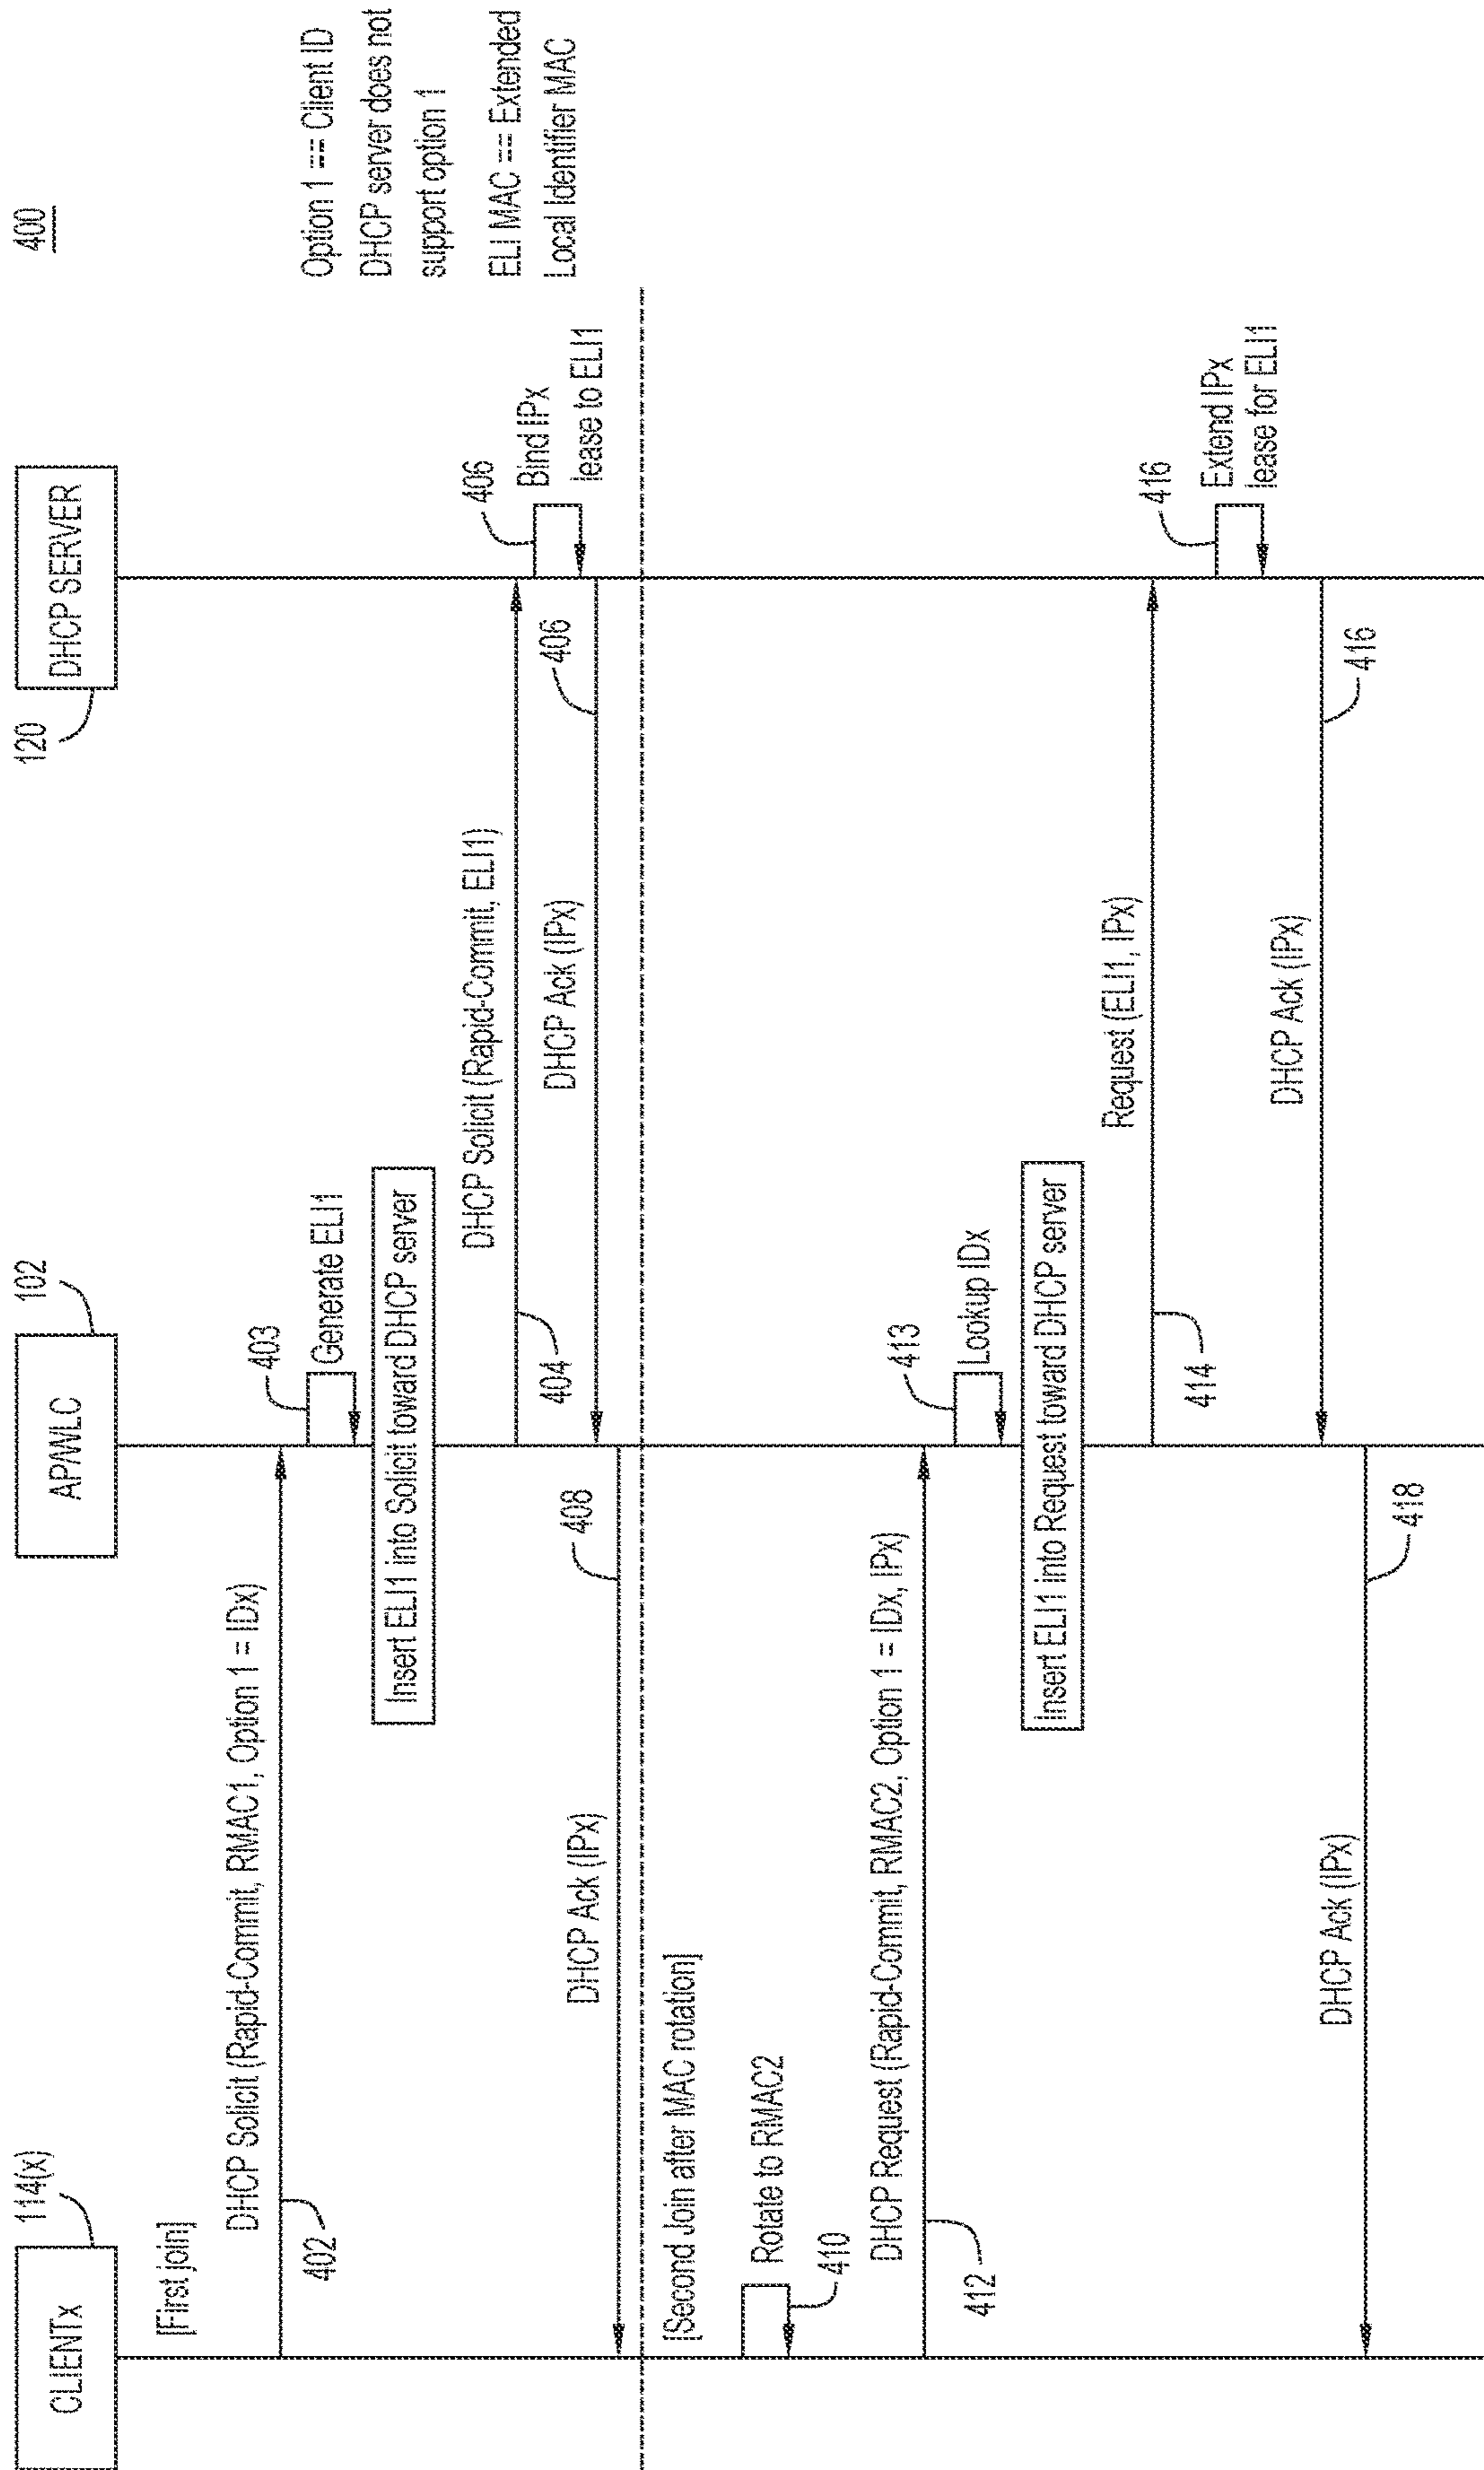 400
CLIENTx
114(x)
AP/WLC
102
DHCP SERVER
120
Option 1 == Client ID
DHCP server does not
support option 1
ELI MAC == Extended
Local Identifier MAC
[First join]
DHCP Solicit (Rapid-Commit, RMAC1, Option 1 = IDx)
402
403
Generate ELI1
Insert ELI1 into Solicit toward DHCP server
DHCP Solicit (Rapid-Commit, ELI1)
404
406
Bind IPx
lease to ELI1
DHCP Ack (IPx)
406
DHCP Ack (IPx)
408
[Second Join after MAC rotation]
Rotate to RMAC2
410
DHCP Request (Rapid-Commit, RMAC2, Option 1 = IDx, IPx)
412
413
Lookup IDx
Insert ELI1 into Request toward DHCP server
Request (ELI1, IPx)
414
416
Extend IPx
lease for ELI1
DHCP Ack (IPx)
416
DHCP Ack (IPx)
418